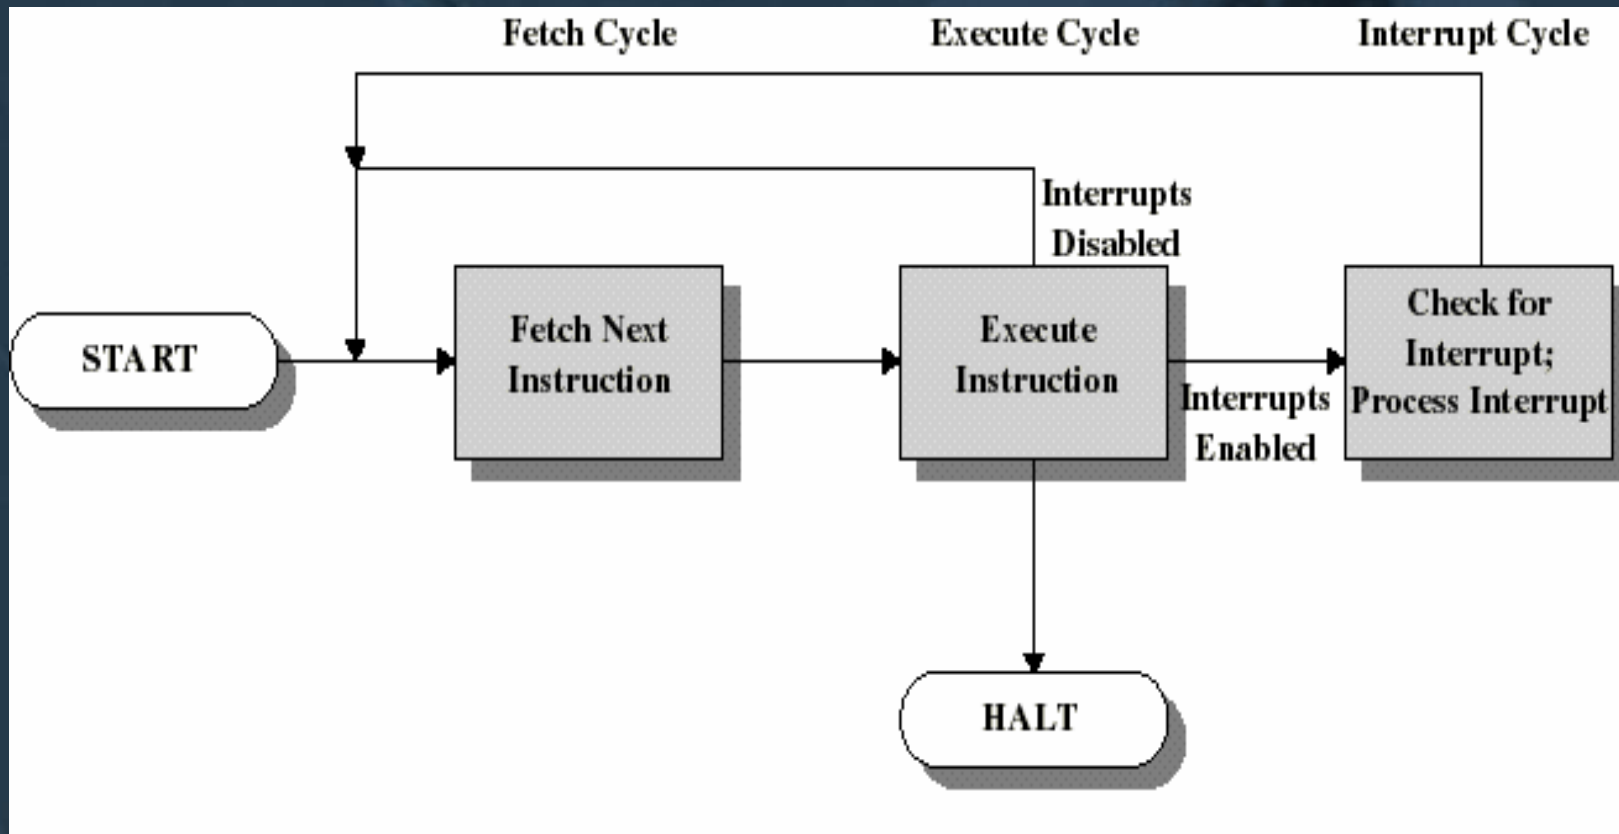 Fetch Cycle
Execute Cycle
Interrupt Cycle
Interrupts
Disabled
START
Fetch Next
Instruction
Execute
Instruction
Interrupts
Enabled
Check for
Interrupt;
Process Interrupt
HALT